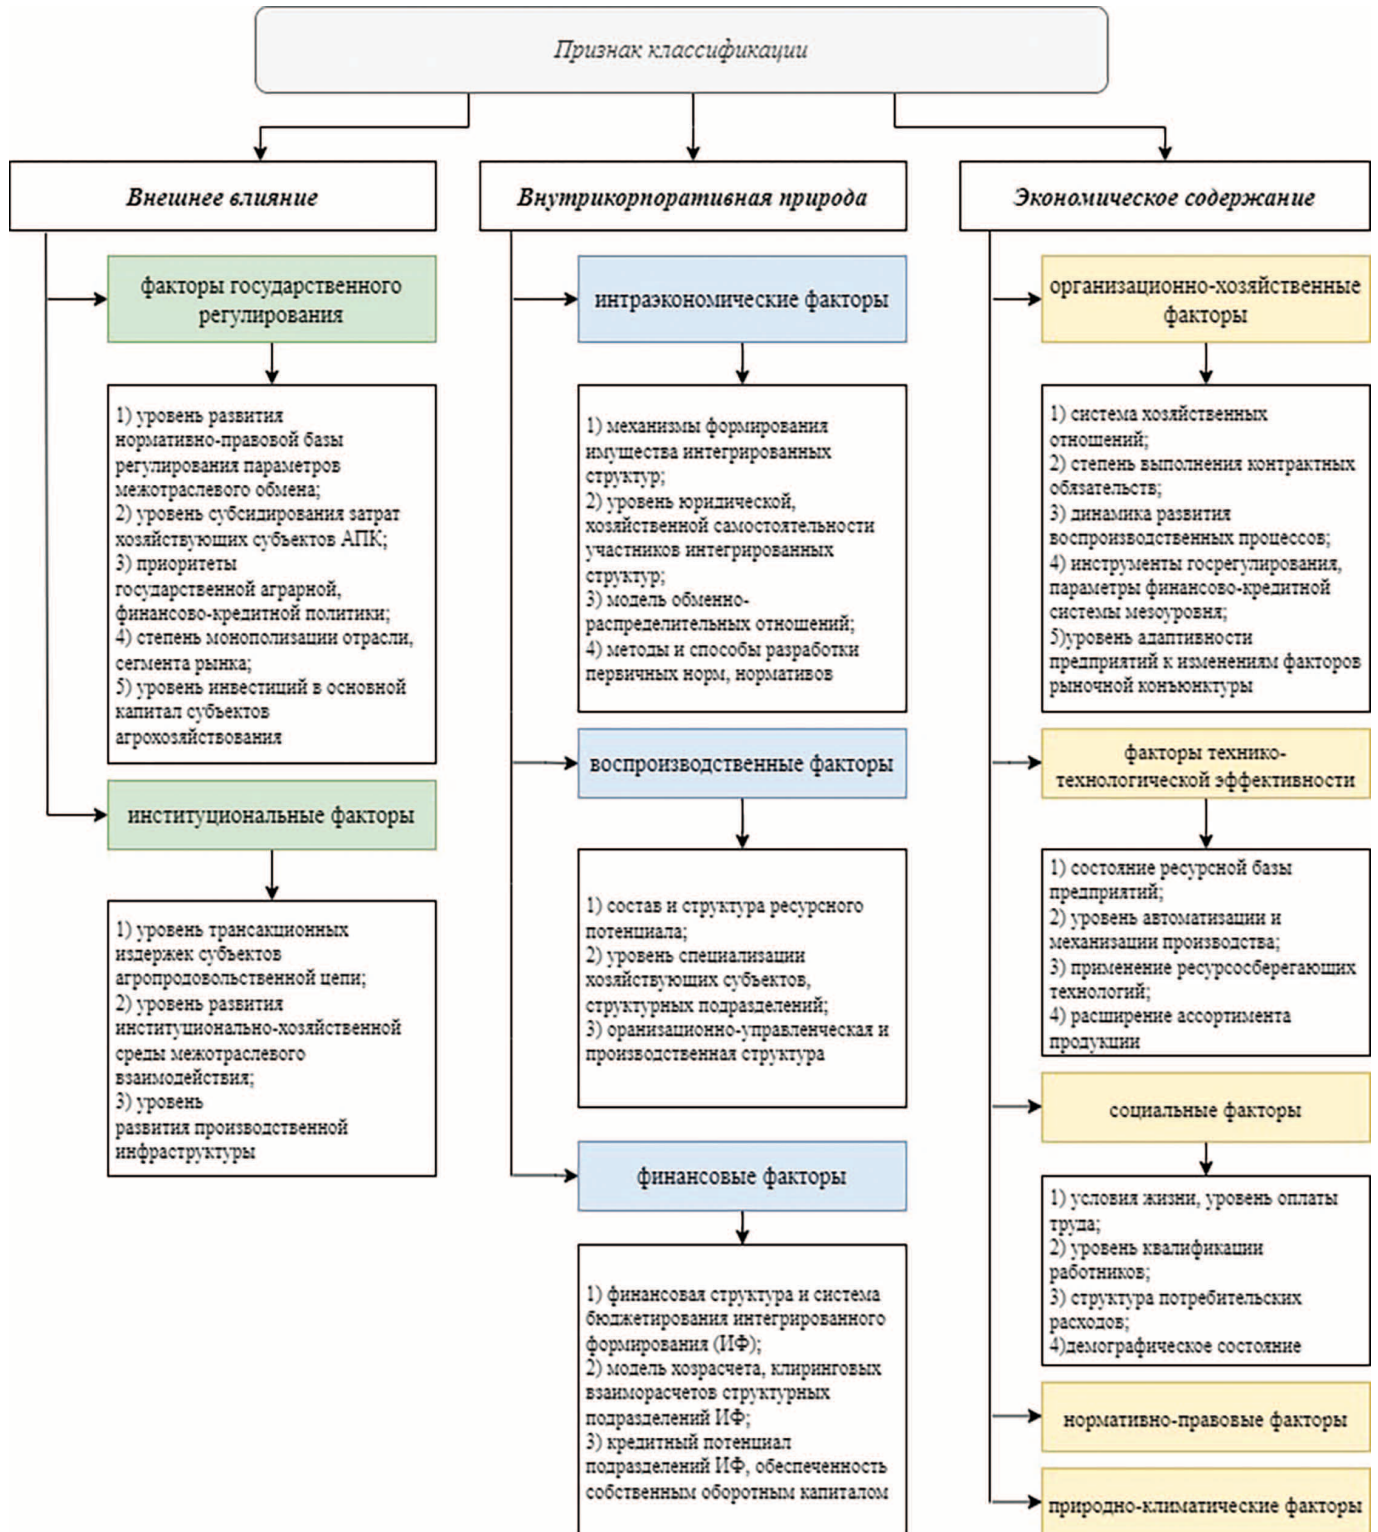 Признак классификации
Внешнее влияние
факторы государственного
регулирования
1) уровень развития
нормативно-правовой базы
регулирования параметров
межотраслевого обмена;
2) уровень субсидирования затрат
хозяйствующих субъектов АПК;
3) приоритеты
государственной аграрной,
финансово-кредитной политики;
4) степень монополизации отрасли,
сегмента рынка;
5) уровень инвестиций в основной
капитал субъектов
агрохозяйствования
институциональные факторы
1) уровень трансакционных
издержек субъектов
агропродовольственной цепи;
2) уровень развития
институционально-хозяйственной
среды межотраслевого
взаимодействия;
3) уровень
развития производственной
инфраструктуры
Внутрикорпоративная природа
интраэкономические факторы
1) механизмы формирования
имущества интегрированных
структур;
2) уровень юридической,
хозяйственной самостоятельности
участников интегрированных
структур;
3) модель обменно-
распределительных отношений;
4) методы и способы разработки
первичных норм, нормативов
воспроизводственные факторы
1) состав и структура ресурсного
потенциала;
2) уровень специализации
хозяйствующих субъектов,
структурных подразделений;
3) оранизационно-управленческая и
производственная структура
финансовые факторы
1) финансовая структура и система
бюджетирования интегрированного
формирования (ИФ);
2) модель хозрасчета, клиринговых
взаиморасчетов структурных
подразделений ИФ;
3) кредитный потенциал
подразделений ИФ, обеспеченность
собственным оборотным капиталом
Экономическое содержание
организационно-хозяйственные
факторы
1) система хозяйственных
отношений;
2) степень выполнения контрактных
обязательств;
3) динамика развития
воспроизводственных процессов;
4) инструменты госрегулирования,
параметры финансово-кредитной
системы мезоуровня;
5)уровень адаптивности
предприятий к изменениям факторов
рыночной конъюнктуры
факторы технико-
технологической эффективности
1) состояние ресурсной базы
предприятий;
2) уровень автоматизации и
механизации производства;
3) применение ресурсосберегающих
технологий;
4) расширение ассортимента
продукции
социальные факторы
1) условия жизни, уровень оплаты
труда;
2) уровень квалификации
работников;
3) структура потребительских
расходов;
4)демографическое состояние
нормативно-правовые факторы
природно-климатические факторы